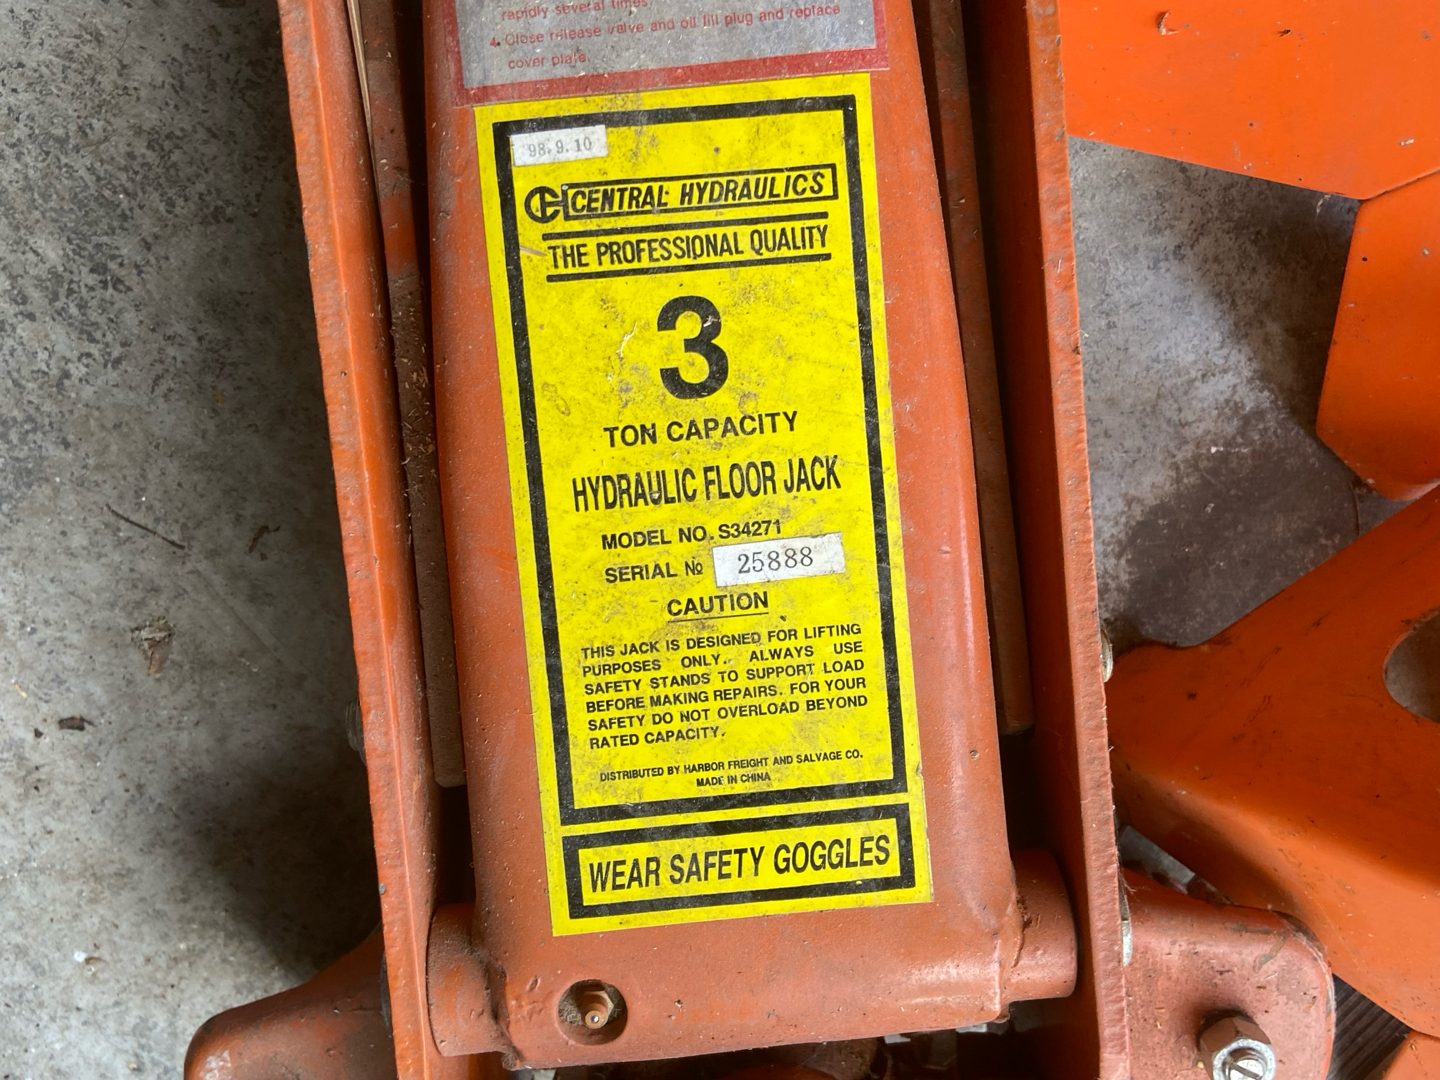 rapidly several times.
4. Close release valve and oil fill plug and replace
cover plate.
98.9.10
CH CENTRAL HYDRAULICS
THE PROFESSIONAL QUALITY
3
TON CAPACITY
HYDRAULIC FLOOR JACK
MODEL NO. S34271
SERIAL № 25888
CAUTION
THIS JACK IS DESIGNED FOR LIFTING
PURPOSES ONLY. ALWAYS USE
SAFETY STANDS TO SUPPORT LOAD
BEFORE MAKING REPAIRS. FOR YOUR
SAFETY DO NOT OVERLOAD BEYOND
RATED CAPACITY.
DISTRIBUTED BY HARBOR FREIGHT AND SALVAGE CO.
MADE IN CHINA
WEAR SAFETY GOGGLES